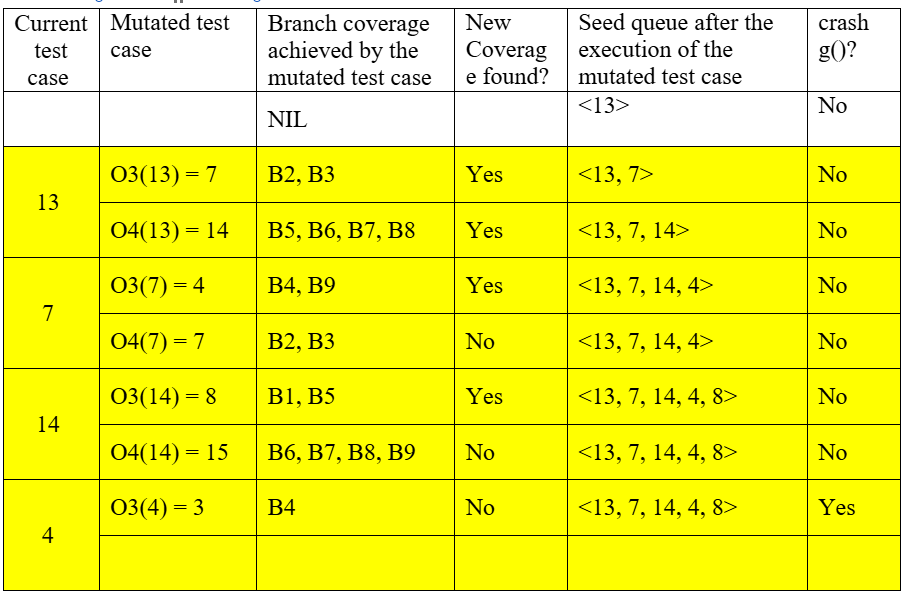 Current test case
Mutated test case
Branch coverage achieved by the mutated test case
New Coverag e found?
Seed queue after the execution of the mutated test case
crash g()?
NIL
<13>
No
13
O3(13) = 7
B2, B3
Yes
<13, 7>
No
O4(13) = 14
B5, B6, B7, B8
Yes
<13, 7, 14>
No
7
O3(7) = 4
B4, B9
Yes
<13, 7, 14, 4>
No
O4(7) = 7
B2, B3
No
<13, 7, 14, 4>
No
14
O3(14) = 8
B1, B5
Yes
<13, 7, 14, 4, 8>
No
O4(14) = 15
B6, B7, B8, B9
No
<13, 7, 14, 4, 8>
No
4
O3(4) = 3
B4
No
<13, 7, 14, 4, 8>
Yes